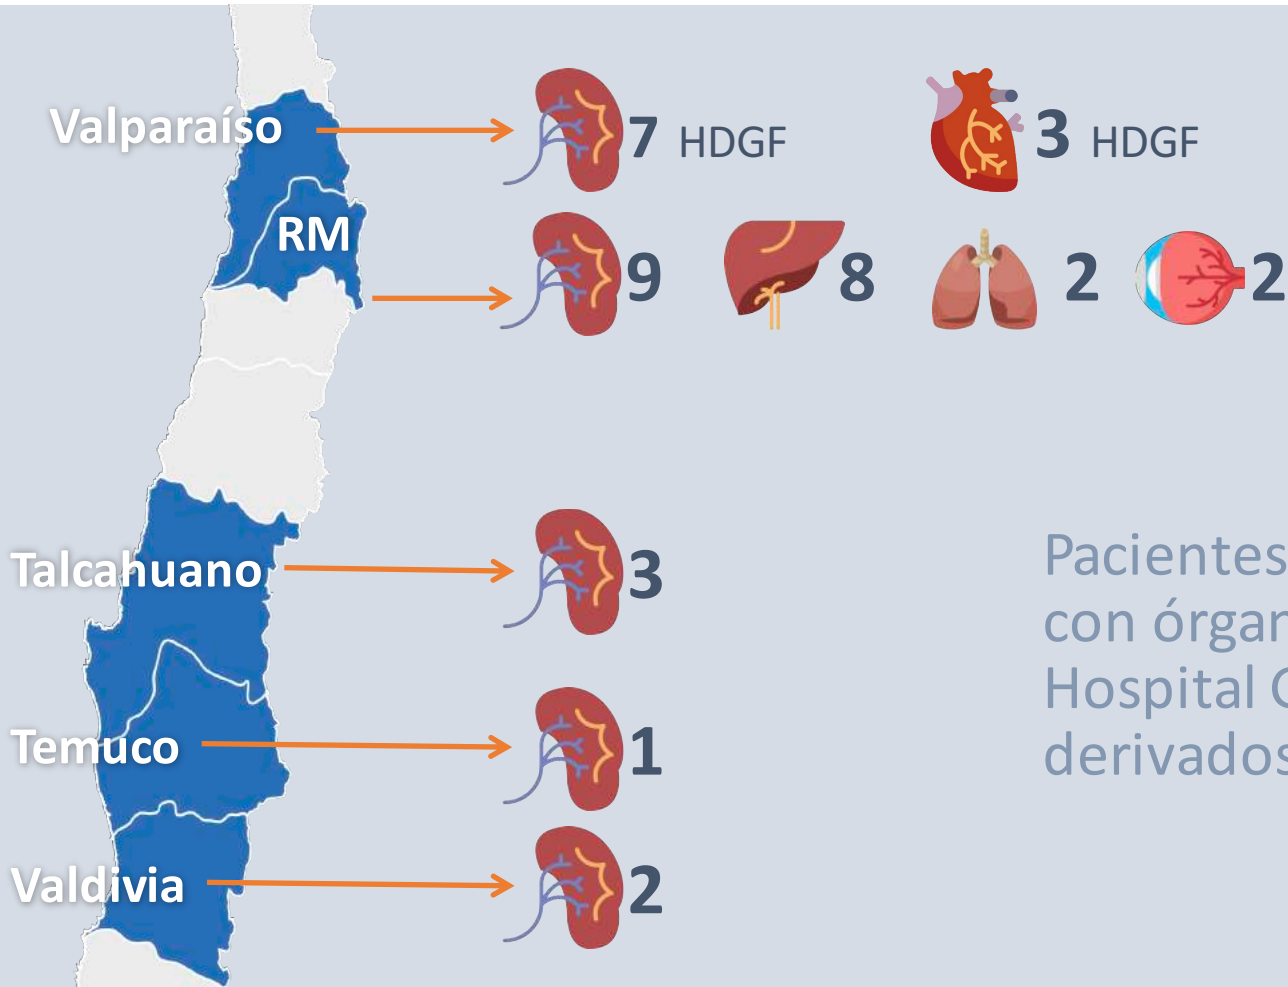 Valparaíso
7 HDGF
3 HDGF
RM
9
8
2
2
Talcahuano
3
Pacientes
con
Hospital
derivados
Temuco
1
Valdivia
2